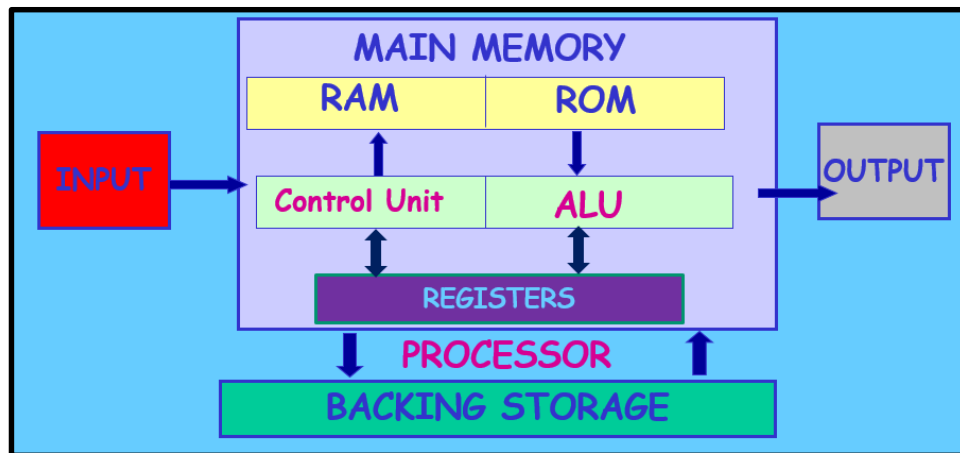 MAIN MEMORY
RAM
ROM
INPUT
OUTPUT
Control Unit
ALU
REGISTERS
PROCESSOR
BACKING STORAGE